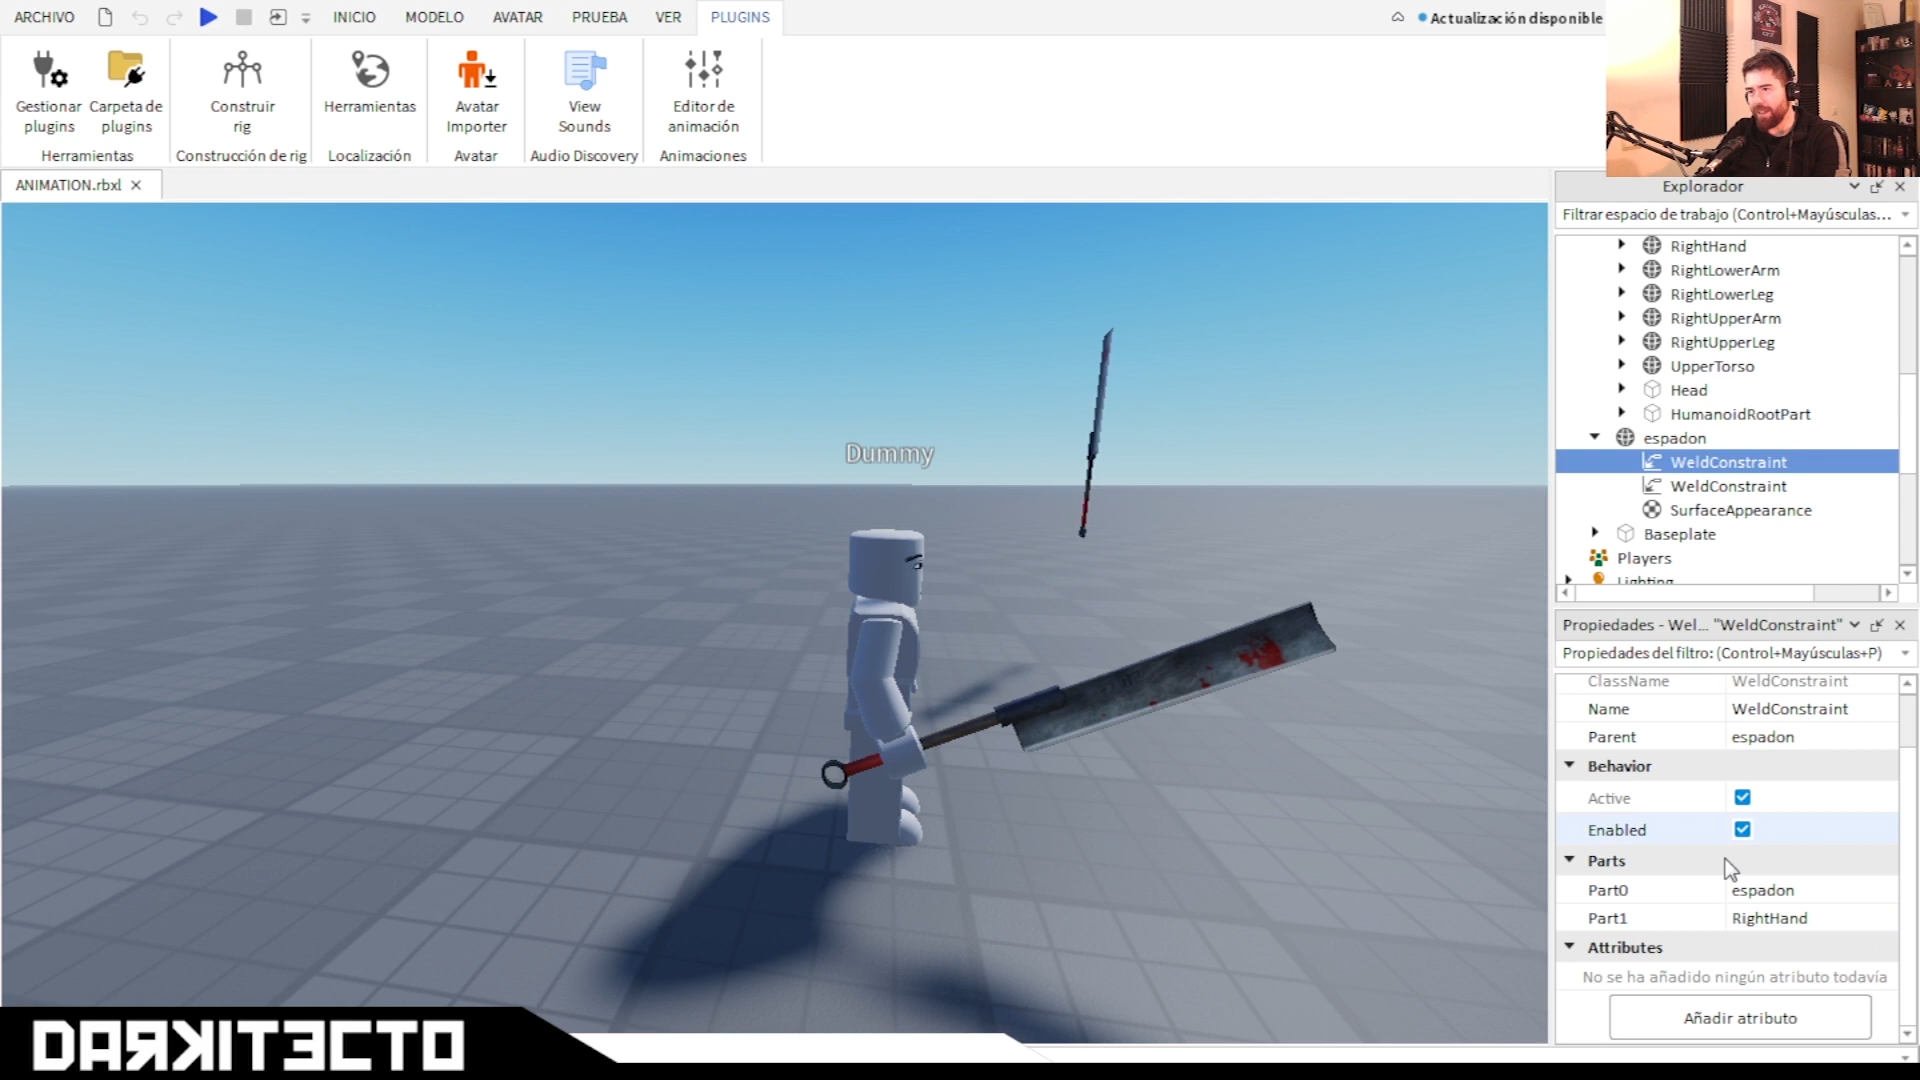 ARCHIVO
INICIO
MODELO
AVATAR
PRUEBA
VER
PLUGINS
Actualización disponible
Gestionar plugins
Carpeta de plugins
Herramientas
Construir rig
Construcción de rig
Herramientas
Localización
Avatar Importer
Avatar
View Sounds
Audio Discovery
Editor de animación
Animaciones
ANIMATION.rbxl
Explorador
Filtrar espacio de trabajo (Control+Mayúsculas...
RightHand
RightLowerArm
RightLowerLeg
RightUpperArm
RightUpperLeg
UpperTorso
Head
HumanoidRootPart
espadon
WeldConstraint
WeldConstraint
SurfaceAppearance
Baseplate
Players
Lighting
Dummy
Propiedades - Wel... "WeldConstraint"
Propiedades del filtro: (Control+Mayúsculas+P)
ClassName WeldConstraint
Name WeldConstraint
Parent espadon
Behavior
Active
Enabled
Parts
Part0 espadon
Part1 RightHand
Attributes
No se ha añadido ningún atributo todavía
Añadir atributo
DARKITECTO